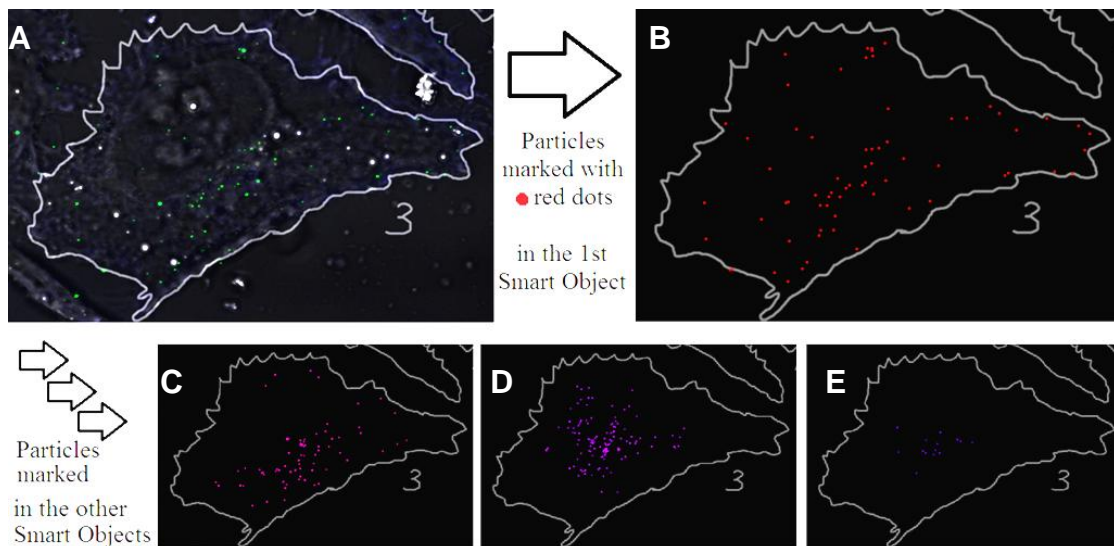 A
B
Particles
marked with
red dots
in the 1st
Smart Object
3
3
C
D
E
Particles
marked
in the other
Smart Objects
3
3
3